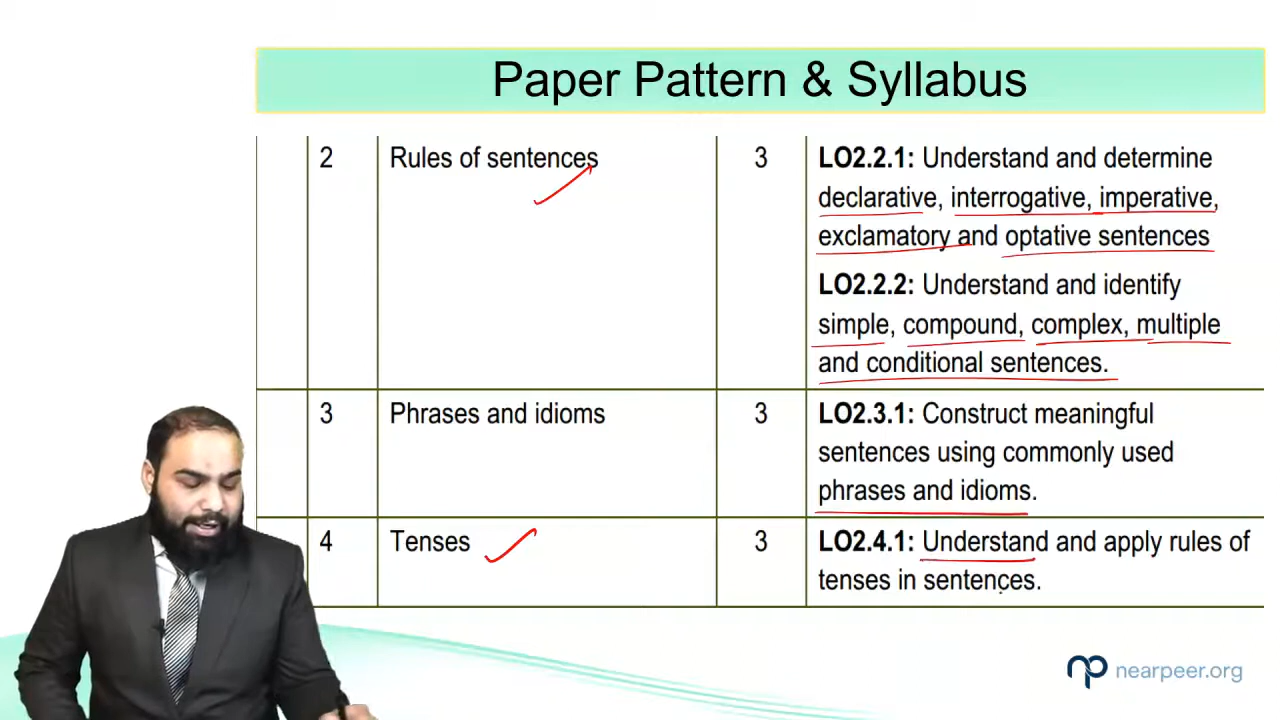 Paper Pattern & Syllabus
2
Rules of sentences
3
LO2.2.1: Understand and determine
declarative, interrogative, imperative,
exclamatory and optative sentences
LO2.2.2: Understand and identify
simple, compound, complex, multiple
and conditional sentences.
3
Phrases and idioms
3
LO2.3.1: Construct meaningful
sentences using commonly used
phrases and idioms.
4
Tenses
3
LO2.4.1: Understand and apply rules of
tenses in sentences.
nearpeer.org